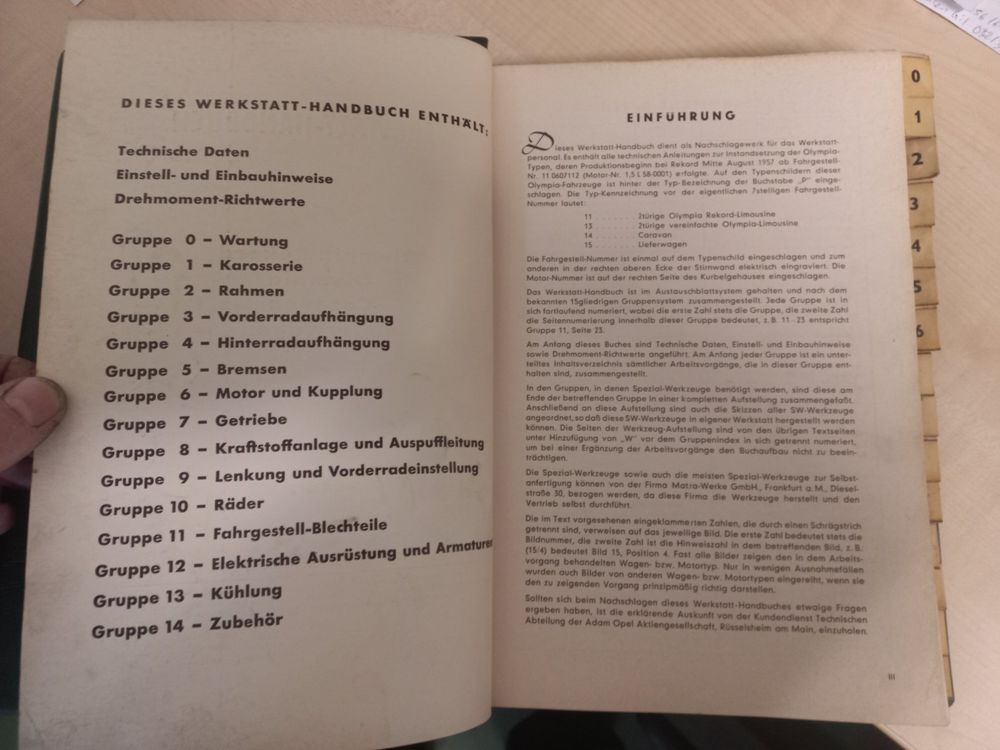 DIESES WERKSTATT-HANDBUCH ENTHÄLT:
Technische Daten
Einstell- und Einbauhinweise
Drehmoment-Richtwerte
Gruppe 0 – Wartung
Gruppe 1 – Karosserie
Gruppe 2 – Rahmen
Gruppe 3 – Vorderradaufhängung
Gruppe 4 – Hinterradaufhängung
Gruppe 5 – Bremsen
Gruppe 6 – Motor und Kupplung
Gruppe 7 – Getriebe
Gruppe 8 – Kraftstoffanlage und Auspuffleitung
Gruppe 9 – Lenkung und Vorderradeinstellung
Gruppe 10 – Räder
Gruppe 11 – Fahrgestell-Blechteile
Gruppe 12 – Elektrische Ausrüstung und Armaturen
Gruppe 13 – Kühlung
Gruppe 14 – Zubehör
EINFUHRUNG
Dieses Werkstatt-Handbuch dient als Nachschlagewerk für das Werkstatt-
personal. Es enthält alle technischen Anleitungen zur Instandsetzung der Olympia-
Typen, deren Produktionsbeginn bei Rekord Mitte August 1957 ab Fahrgestell-
Nr. 11 0607112 (Motor-Nr. 1,5 L 58-0001) erfolgte. Auf den Typenschildern dieser
Olympia-Fahrzeuge ist hinter der Typ-Bezeichnung der Buchstabe „P" einge-
schlagen. Die Typ-Kennzeichnung vor der eigentlichen 7stelligen Fahrgestell-
Nummer lautet:
11 . . . . . . . 2türige Olympia Rekord-Limousine
13 . . . . . . . 2türige vereinfachte Olympia-Limousine
14 . . . . . . . Caravan
15 . . . . . . . Lieferwagen
Die Fahrgestell-Nummer ist einmal auf dem Typenschild eingeschlagen und zum
anderen in der rechten oberen Ecke der Stirnwand elektrisch eingraviert. Die
Motor-Nummer ist auf der rechten Seite des Kurbelgehäuses eingeschlagen.
Das Werkstatt-Handbuch ist im Austauschblattsystem gehalten und nach dem
bekannten 15gliedrigen Gruppensystem zusammengestellt. Jede Gruppe ist in
sich fortlaufend numeriert, wobei die erste Zahl stets die Gruppe, die zweite Zahl
die Seitennumerierung innerhalb dieser Gruppe bedeutet, z. B. 11–23 entspricht
Gruppe 11, Seite 23.
Am Anfang dieses Buches sind Technische Daten, Einstell- und Einbauhinweise
sowie Drehmoment-Richtwerte angeführt. Am Anfang jeder Gruppe ist ein unter-
teiltes Inhaltsverzeichnis sämtlicher Arbeitsvorgänge, die in dieser Gruppe ent-
halten sind, zusammengestellt.
In den Gruppen, in denen Spezial-Werkzeuge benötigt werden, sind diese am
Ende der betreffenden Gruppe in einer kompletten Aufstellung zusammengefaßt.
Anschließend an diese Aufstellung sind auch die Skizzen aller SW-Werkzeuge
angeordnet, so daß diese SW-Werkzeuge in eigener Werkstatt hergestellt werden
können. Die Seiten der Werkzeug-Aufstellung sind von den übrigen Textseiten
unter Hinzufügung von „W" vor dem Gruppenindex in sich getrennt numeriert,
um bei einer Ergänzung der Arbeitsvorgänge den Buchaufbau nicht zu beein-
trächtigen.
Die Spezial-Werkzeuge sowie auch die meisten Spezial-Werkzeuge zur Selbst-
anfertigung können von der Firma Matra-Werke GmbH., Frankfurt a. M., Diesel-
straße 30, bezogen werden, da diese Firma die Werkzeuge herstellt und den
Vertrieb selbst durchführt.
Die im Text vorgesehenen eingeklammerten Zahlen, die durch einen Schrägstrich
getrennt sind, verweisen auf das jeweilige Bild. Die erste Zahl bedeutet stets die
Bildnummer, die zweite Zahl ist die Hinweiszahl in dem betreffenden Bild, z. B.
(15/4) bedeutet Bild 15, Position 4. Fast alle Bilder zeigen den in dem Arbeits-
vorgang behandelten Wagen- bzw. Motortyp. Nur in wenigen Ausnahmefällen
wurden auch Bilder von anderen Wagen- bzw. Motortypen eingereiht, wenn sie
den zu zeigenden Vorgang prinzipmäßig richtig darstellen.
Sollten sich beim Nachschlagen dieses Werkstatt-Handbuches etwaige Fragen
ergeben haben, ist die erklärende Auskunft von der Kundendienst Technischen
Abteilung der Adam Opel Aktiengesellschaft, Rüsselsheim am Main, einzuholen.
III
0
1
2
3
4
5
6